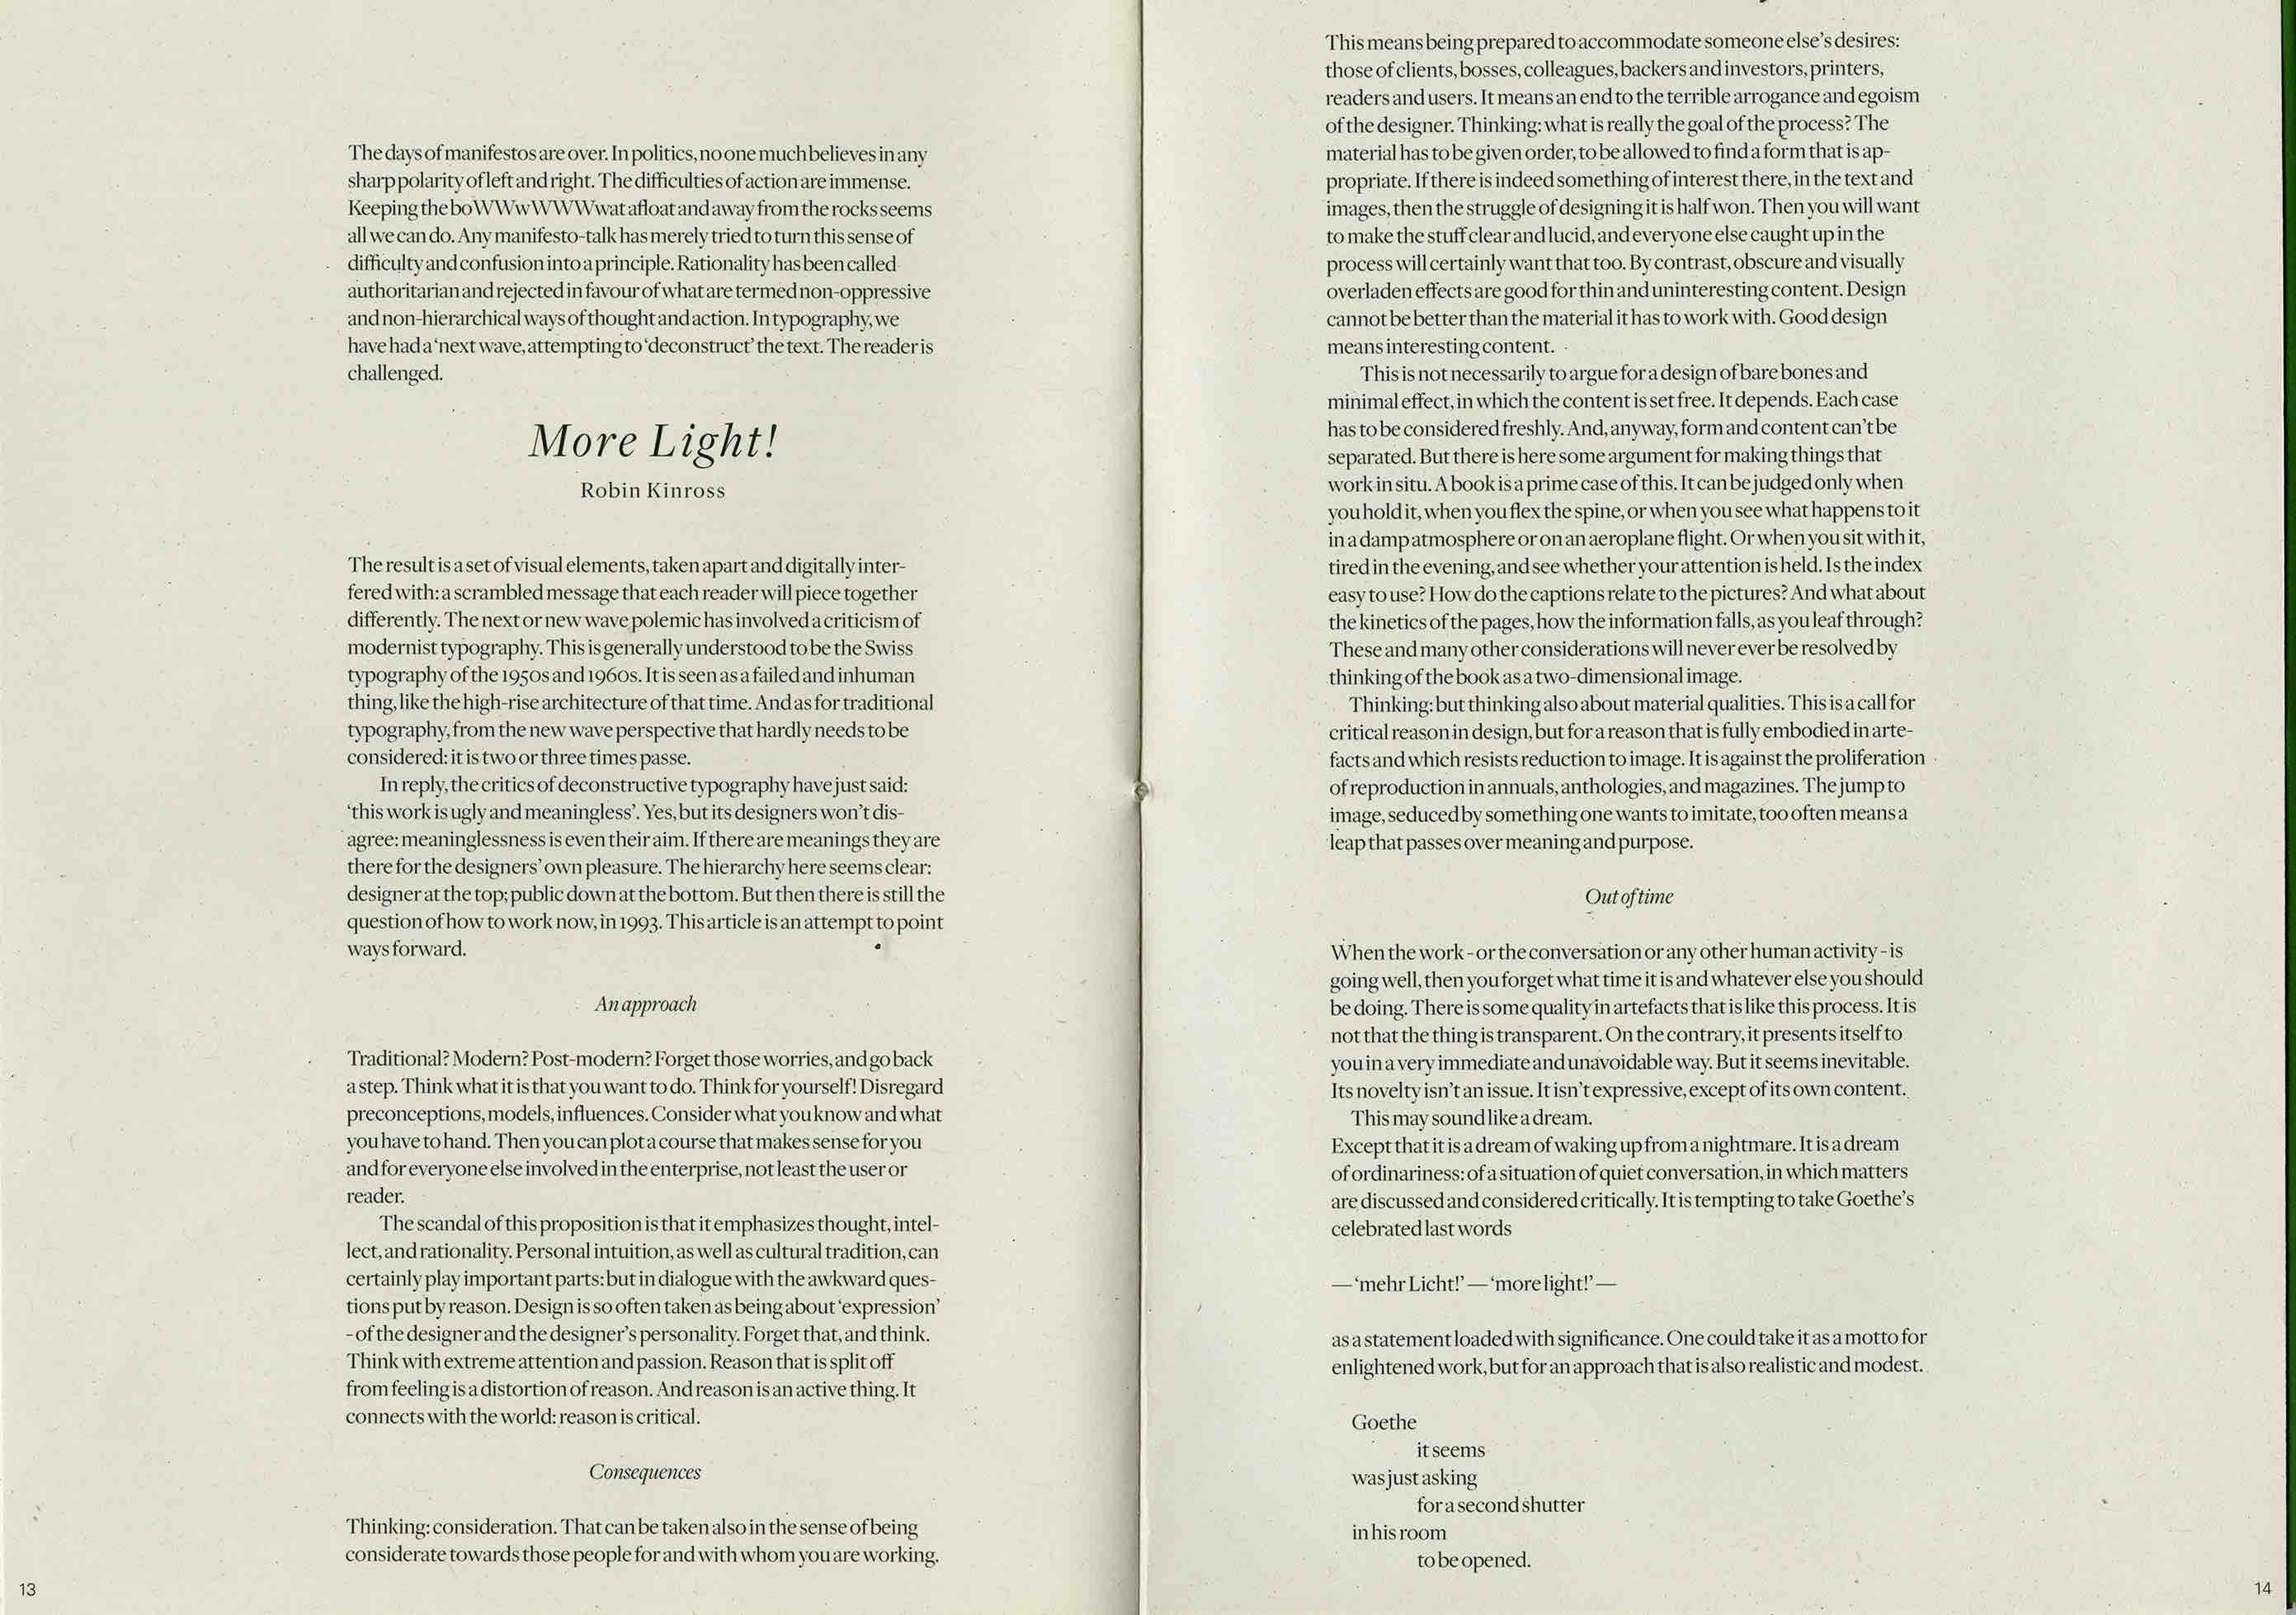 The days of manifestos are over. In politics, no one much believes in any
sharp polarity of left and right. The difficulties of action are immense.
Keeping the boWWwWWWwat afloat and away from the rocks seems
all we can do. Any manifesto-talk has merely tried to turn this sense of
difficulty and confusion into a principle. Rationality has been called
authoritarian and rejected in favour of what are termed non-oppressive
and non-hierarchical ways of thought and action. In typography, we
have had a ‘next wave, attempting to ‘deconstruct’ the text. The reader is
challenged.
More Light!
Robin Kinross
The result is a set of visual elements, taken apart and digitally inter-
fered with: a scrambled message that each reader will piece together
differently. The next or new wave polemic has involved a criticism of
modernist typography. This is generally understood to be the Swiss
typography of the 1950s and 1960s. It is seen as a failed and inhuman
thing, like the high-rise architecture of that time. And as for traditional
typography, from the new wave perspective that hardly needs to be
considered: it is two or three times passe.
In reply, the critics of deconstructive typography have just said:
‘this work is ugly and meaningless’. Yes, but its designers won’t dis-
agree: meaninglessness is even their aim. If there are meanings they are
there for the designers’ own pleasure. The hierarchy here seems clear:
designer at the top; public down at the bottom. But then there is still the
question of how to work now, in 1993. This article is an attempt to point
ways forward.
An approach
Traditional? Modern? Post-modern? Forget those worries, and go back
a step. Think what it is that you want to do. Think for yourself! Disregard
preconceptions, models, influences. Consider what you know and what
you have to hand. Then you can plot a course that makes sense for you
and for everyone else involved in the enterprise, not least the user or
reader.
The scandal of this proposition is that it emphasizes thought, intel-
lect, and rationality. Personal intuition, as well as cultural tradition, can
certainly play important parts: but in dialogue with the awkward ques-
tions put by reason. Design is so often taken as being about ‘expression’
- of the designer and the designer’s personality. Forget that, and think.
Think with extreme attention and passion. Reason that is split off
from feeling is a distortion of reason. And reason is an active thing. It
connects with the world: reason is critical.
Consequences
Thinking: consideration. That can be taken also in the sense of being
considerate towards those people for and with whom you are working.
13
This means being prepared to accommodate someone else’s desires:
those of clients, bosses, colleagues, backers and investors, printers,
readers and users. It means an end to the terrible arrogance and egoism
of the designer. Thinking: what is really the goal of the process? The
material has to be given order, to be allowed to find a form that is ap-
propriate. If there is indeed something of interest there, in the text and
images, then the struggle of designing it is half won. Then you will want
to make the stuff clear and lucid, and everyone else caught up in the
process will certainly want that too. By contrast, obscure and visually
overladen effects are good for thin and uninteresting content. Design
cannot be better than the material it has to work with. Good design
means interesting content.
This is not necessarily to argue for a design of bare bones and
minimal effect, in which the content is set free. It depends. Each case
has to be considered freshly. And, anyway, form and content can’t be
separated. But there is here some argument for making things that
work in situ. A book is a prime case of this. It can be judged only when
you hold it, when you flex the spine, or when you see what happens to it
in a damp atmosphere or on an aeroplane flight. Or when you sit with it,
tired in the evening, and see whether your attention is held. Is the index
easy to use? How do the captions relate to the pictures? And what about
the kinetics of the pages, how the information falls, as you leaf through?
These and many other considerations will never ever be resolved by
thinking of the book as a two-dimensional image.
Thinking: but thinking also about material qualities. This is a call for
critical reason in design, but for a reason that is fully embodied in arte-
facts and which resists reduction to image. It is against the proliferation
of reproduction in annuals, anthologies, and magazines. The jump to
image, seduced by something one wants to imitate, too often means a
leap that passes over meaning and purpose.
Out of time
When the work - or the conversation or any other human activity - is
going well, then you forget what time it is and whatever else you should
be doing. There is some quality in artefacts that is like this process. It is
not that the thing is transparent. On the contrary, it presents itself to
you in a very immediate and unavoidable way. But it seems inevitable.
Its novelty isn’t an issue. It isn’t expressive, except of its own content.
This may sound like a dream.
Except that it is a dream of waking up from a nightmare. It is a dream
of ordinariness: of a situation of quiet conversation, in which matters
are discussed and considered critically. It is tempting to take Goethe’s
celebrated last words
—‘mehr Licht!’—‘more light!’—
as a statement loaded with significance. One could take it as a motto for
enlightened work, but for an approach that is also realistic and modest.
Goethe
it seems
was just asking
for a second shutter
in his room
to be opened.
14